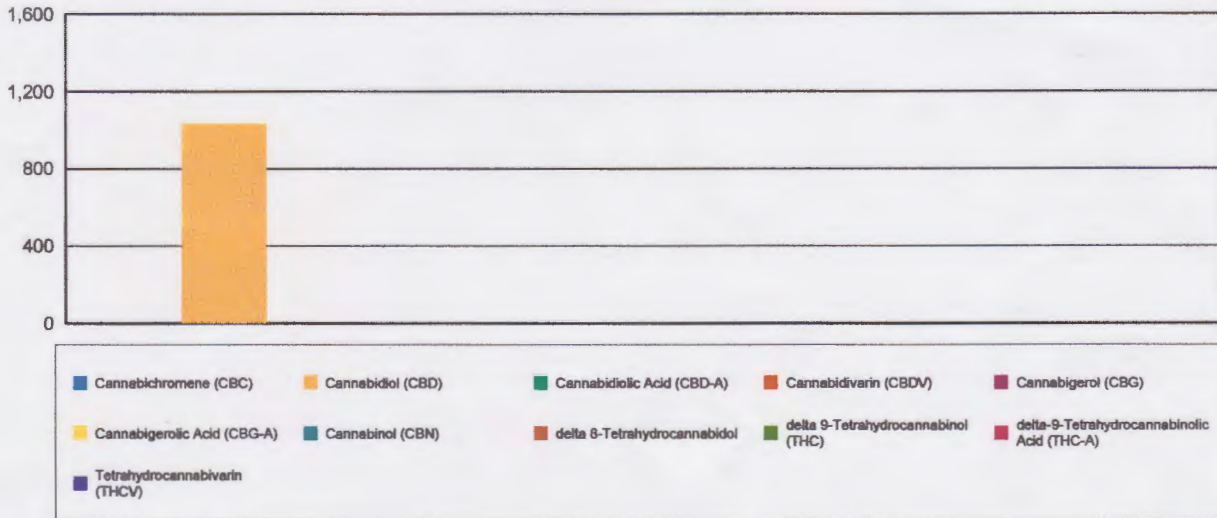 1,600
1,200
800
400
0
Cannabichromene (CBC)
Cannabidiol (CBD)
Cannabidiolic Acid (CBD-A)
Cannabidivarin (CBDV)
Cannabigerol (CBG)
Cannabigerolic Acid (CBG-A)
Cannabinol (CBN)
delta 8-Tetrahydrocannabidol
delta 9-Tetrahydrocannabinol
(THC)
delta-9-Tetrahydrocannabinolic
Acid (THC-A)
Tetrahydrocannabivarin
(THCV)